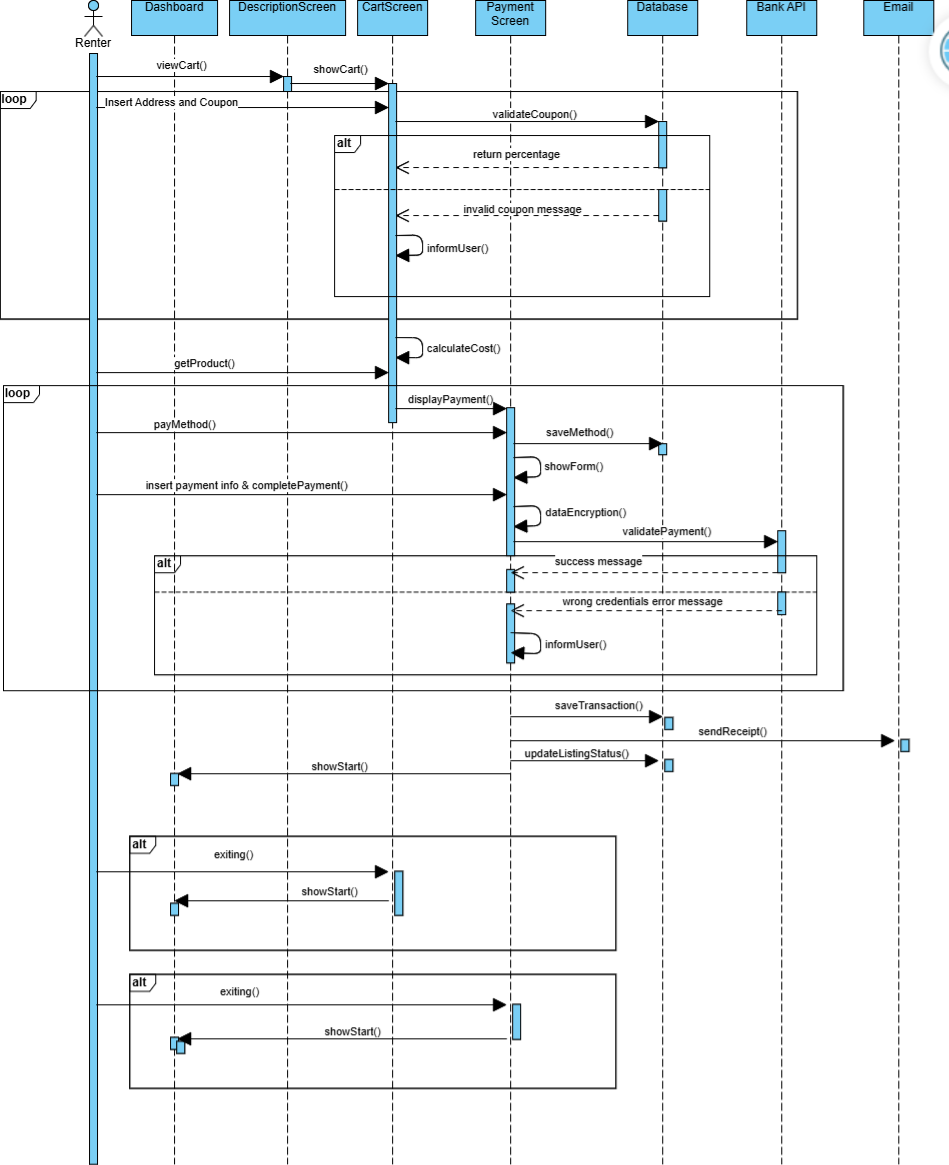 Renter
Dashboard
DescriptionScreen
CartScreen
Payment
Screen
Database
Bank API
Email
viewCart()
showCart()
loop
Insert Address and Coupon
validateCoupon()
alt
return percentage
invalid coupon message
informUser()
calculateCost()
getProduct()
loop
displayPayment()
payMethod()
saveMethod()
showForm()
insert payment info & completePayment()
dataEncryption()
validatePayment()
alt
success message
wrong credentials error message
informUser()
saveTransaction()
sendReceipt()
updateListingStatus()
showStart()
alt
exiting()
showStart()
alt
exiting()
showStart()